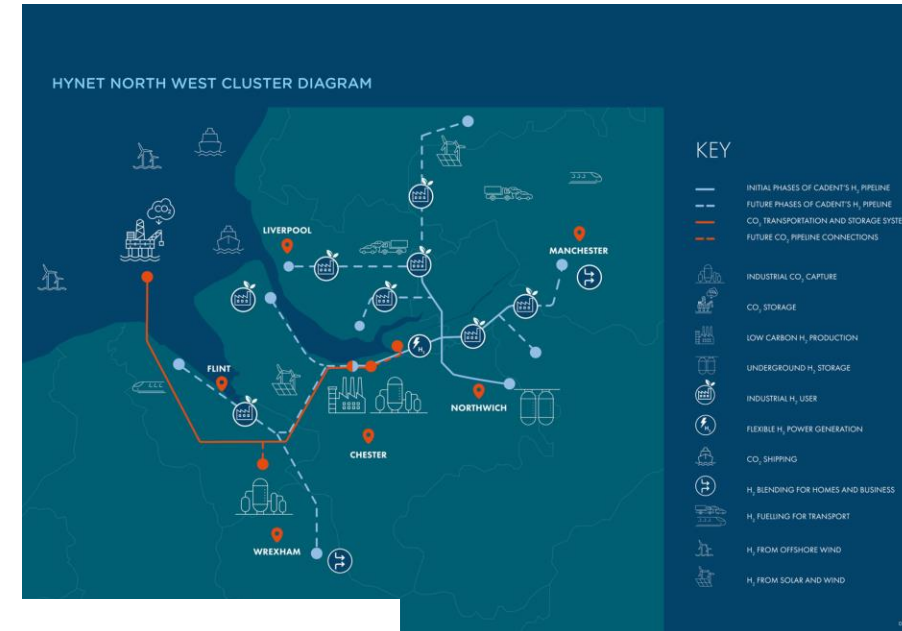 HYNET NORTH WEST CLUSTER DIAGRAM
CO₂
LIVERPOOL
MANCHESTER
H₂
FLINT
NORTHWICH
CHESTER
WREXHAM
KEY
INITIAL PHASES OF CADENT'S H₂ PIPELINE
FUTURE PHASES OF CADENT'S H₂ PIPELINE
CO₂ TRANSPORTATION AND STORAGE SYSTE
FUTURE CO₂ PIPELINE CONNECTIONS
INDUSTRIAL CO₂ CAPTURE
CO₂ STORAGE
LOW CARBON H₂ PRODUCTION
UNDERGROUND H₂ STORAGE
INDUSTRIAL H₂ USER
H₂
FLEXIBLE H₂ POWER GENERATION
CO₂ SHIPPING
H₂ BLENDING FOR HOMES AND BUSINESS
H₂ FUELLING FOR TRANSPORT
H₂ FROM OFFSHORE WIND
H₂ FROM SOLAR AND WIND